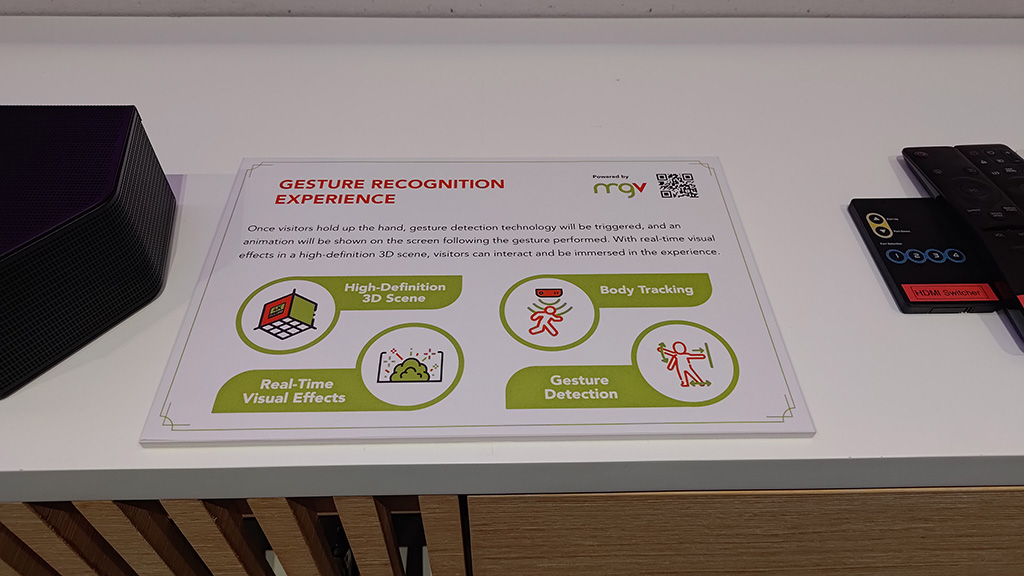 GESTURE RECOGNITION
EXPERIENCE
Powered by
mgv
Once visitors hold up the hand, gesture detection technology will be triggered, and an
animation will be shown on the screen following the gesture performed. With real-time visual
effects in a high-definition 3D scene, visitors can interact and be immersed in the experience.
High-Definition
3D Scene
Body Tracking
Real-Time
Visual Effects
Gesture
Detection
1 2 3 4
HDMI Switcher